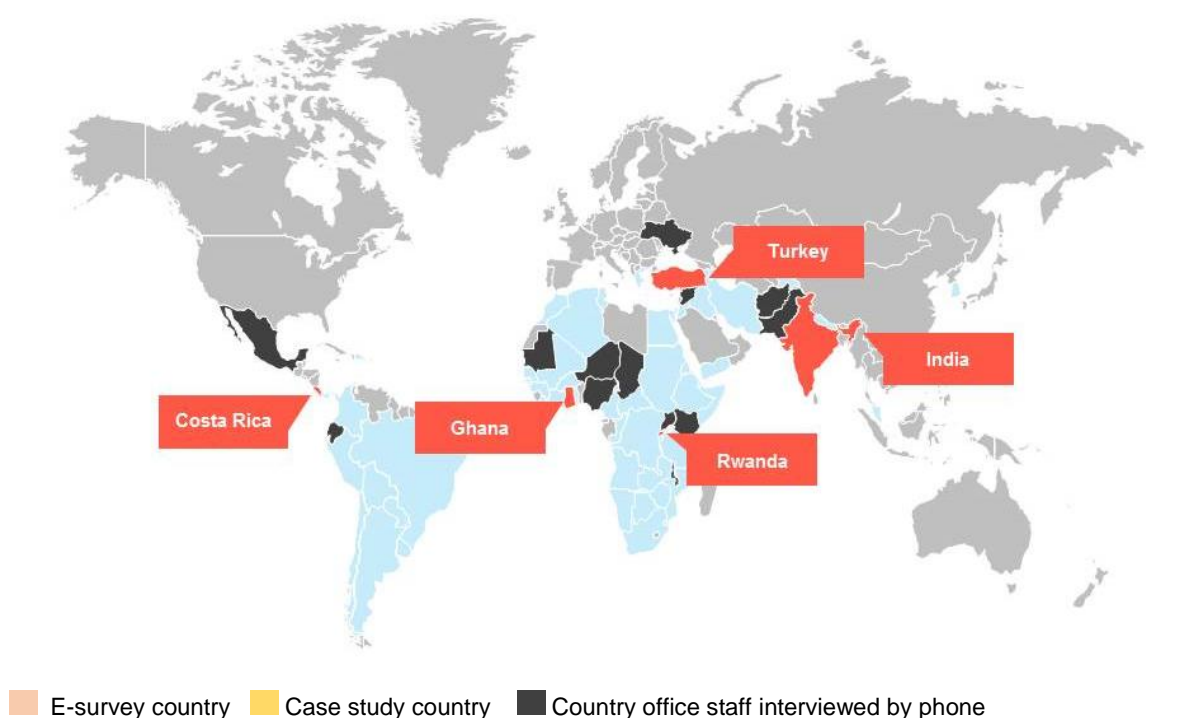 Turkey
India
Costa Rica
Ghana
Rwanda
E-survey country Case study country Country office staff interviewed by phone